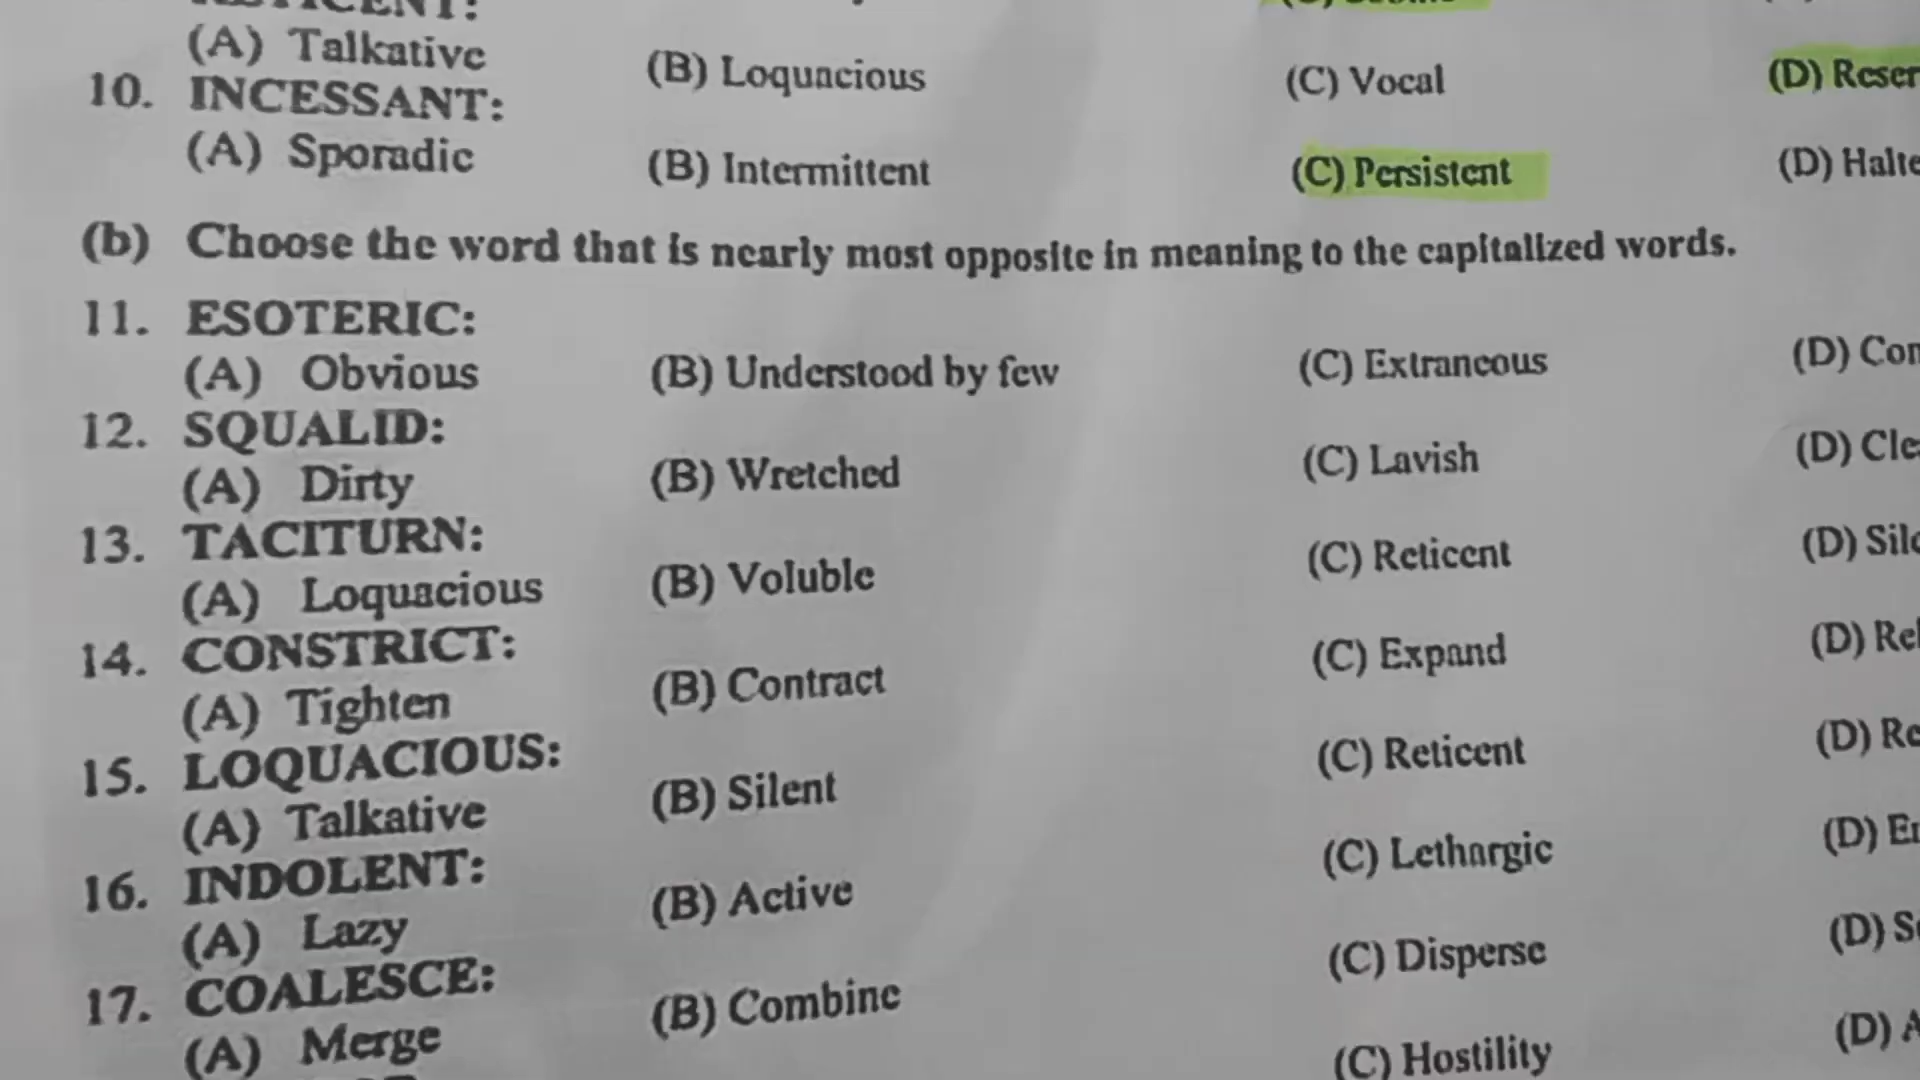 (A) Talkative (B) Loquacious (C) Vocal (D)
10. INCESSANT:
(A) Sporadic (B) Intermittent (C) Persistent (D)
(b) Choose the word that is nearly most opposite in meaning to the capitalized words.
11. ESOTERIC:
(A) Obvious (B) Understood by few (C) Extraneous (D)
12. SQUALID:
(A) Dirty (B) Wretched (C) Lavish (D)
13. TACITURN:
(A) Loquacious (B) Voluble (C) Reticent (D)
14. CONSTRICT:
(A) Tighten (B) Contract (C) Expand (D)
15. LOQUACIOUS:
(A) Talkative (B) Silent (C) Reticent (D)
16. INDOLENT:
(A) Lazy (B) Active (C) Lethargic (D)
17. COALESCE:
(A) Merge (B) Combine (C) Disperse (D)
(C) Hostility (D)